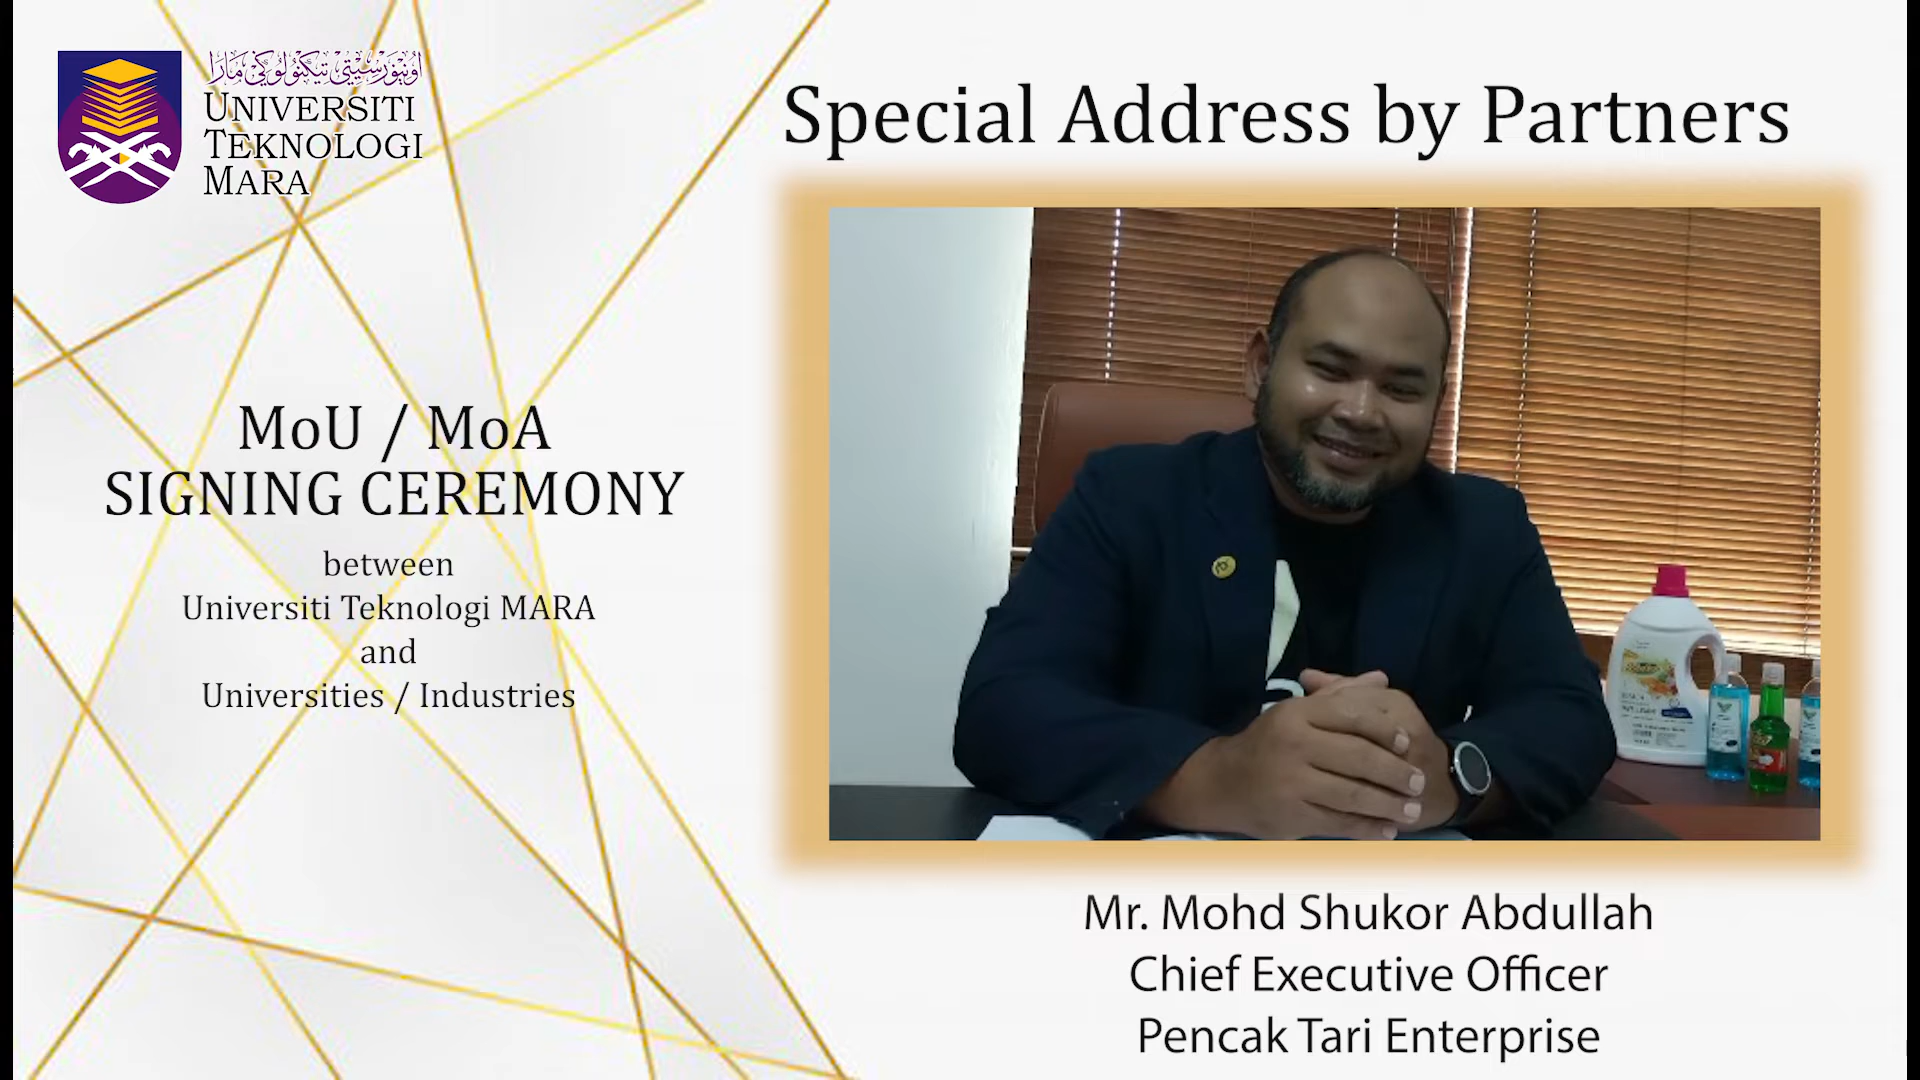 اونيۏرسيتي تيكنولوڬي مارا
UNIVERSITI
TEKNOLOGI
MARA
Special Address by Partners
MoU / MoA
SIGNING CEREMONY
between
Universiti Teknologi MARA
and
Universities / Industries
Mr. Mohd Shukor Abdullah
Chief Executive Officer
Pencak Tari Enterprise